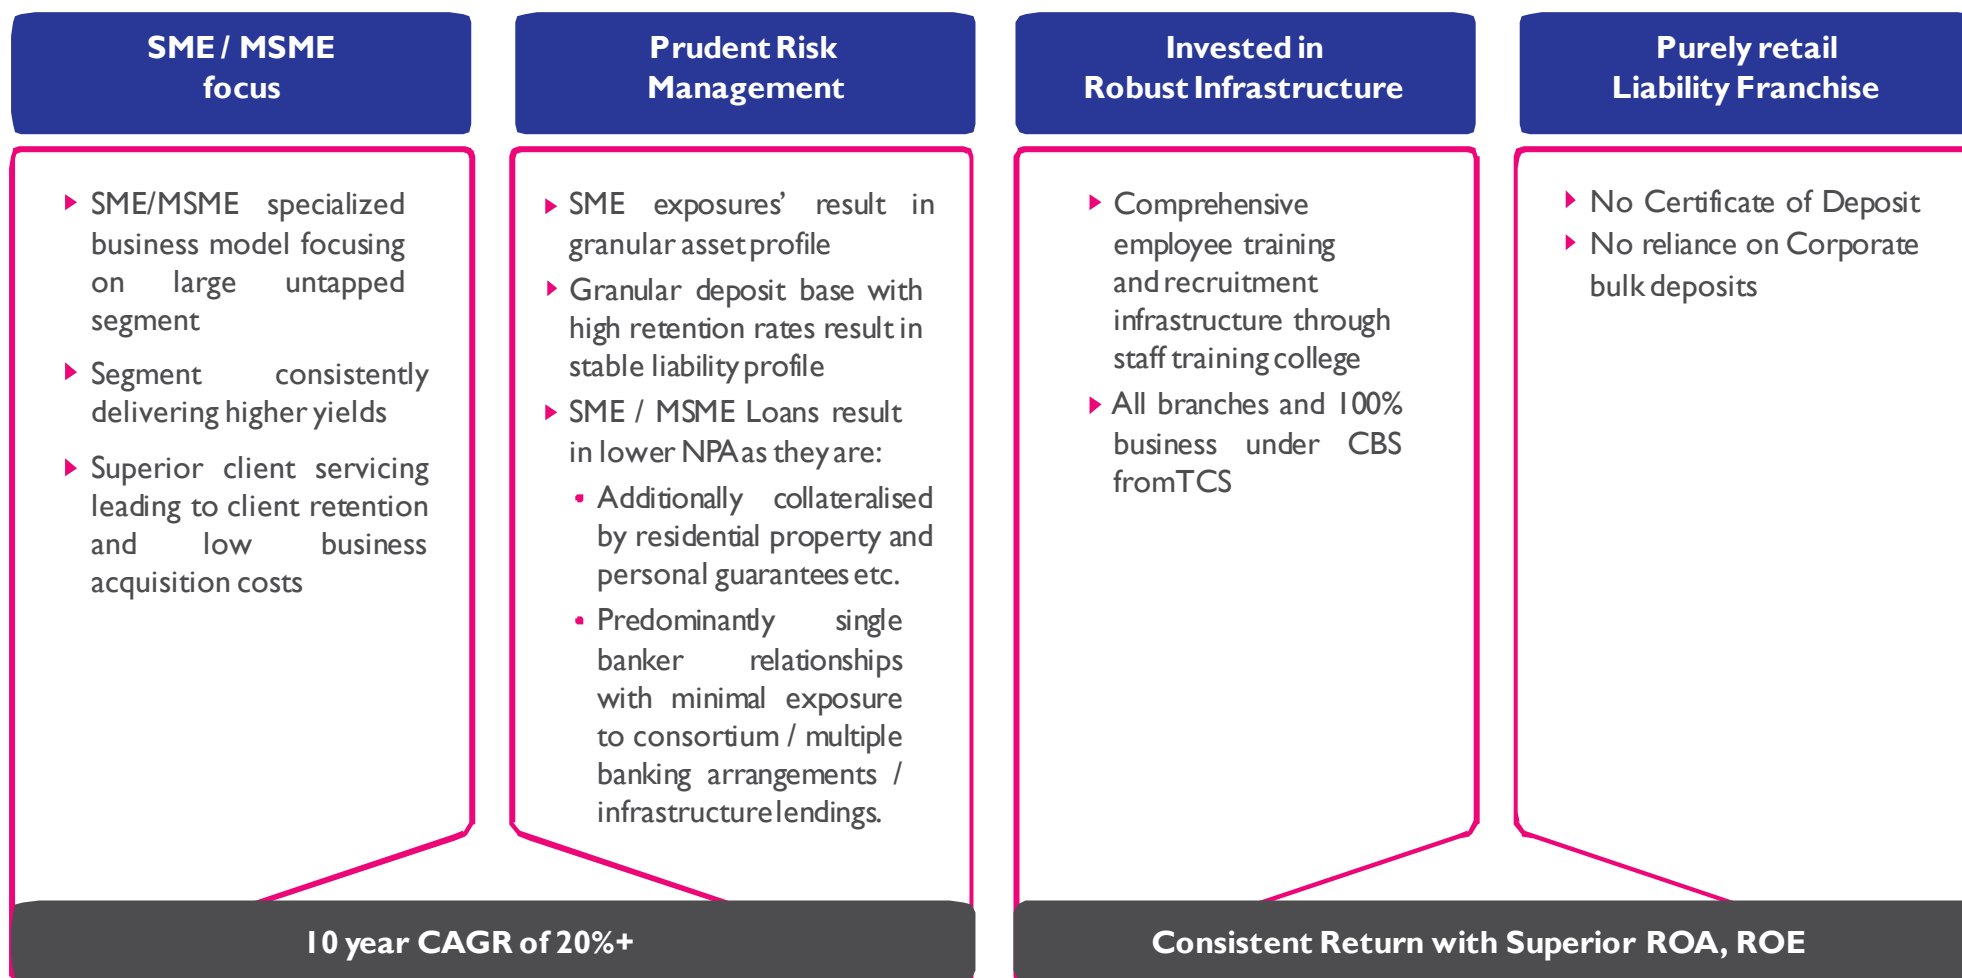 SME / MSME
focus
SME/MSME specialized
business model focusing
on large untapped
segment
Segment consistently
delivering higher yields
Superior client servicing
leading to client retention
and low business
acquisition costs
Prudent Risk
Management
SME exposures’ result in
granular asset profile
Granular deposit base with
high retention rates result in
stable liability profile
SME / MSME Loans result
in lower NPA as they are:
Additionally collateralised
by residential property and
personal guarantees etc.
Predominantly single
banker relationships
with minimal exposure
to consortium / multiple
banking arrangements /
infrastructure lendings.
10 year CAGR of 20%+
Invested in
Robust Infrastructure
Comprehensive
employee training
and recruitment
infrastructure through
staff training college
All branches and 100%
business under CBS
from TCS
Purely retail
Liability Franchise
No Certificate of Deposit
No reliance on Corporate
bulk deposits
Consistent Return with Superior ROA, ROE